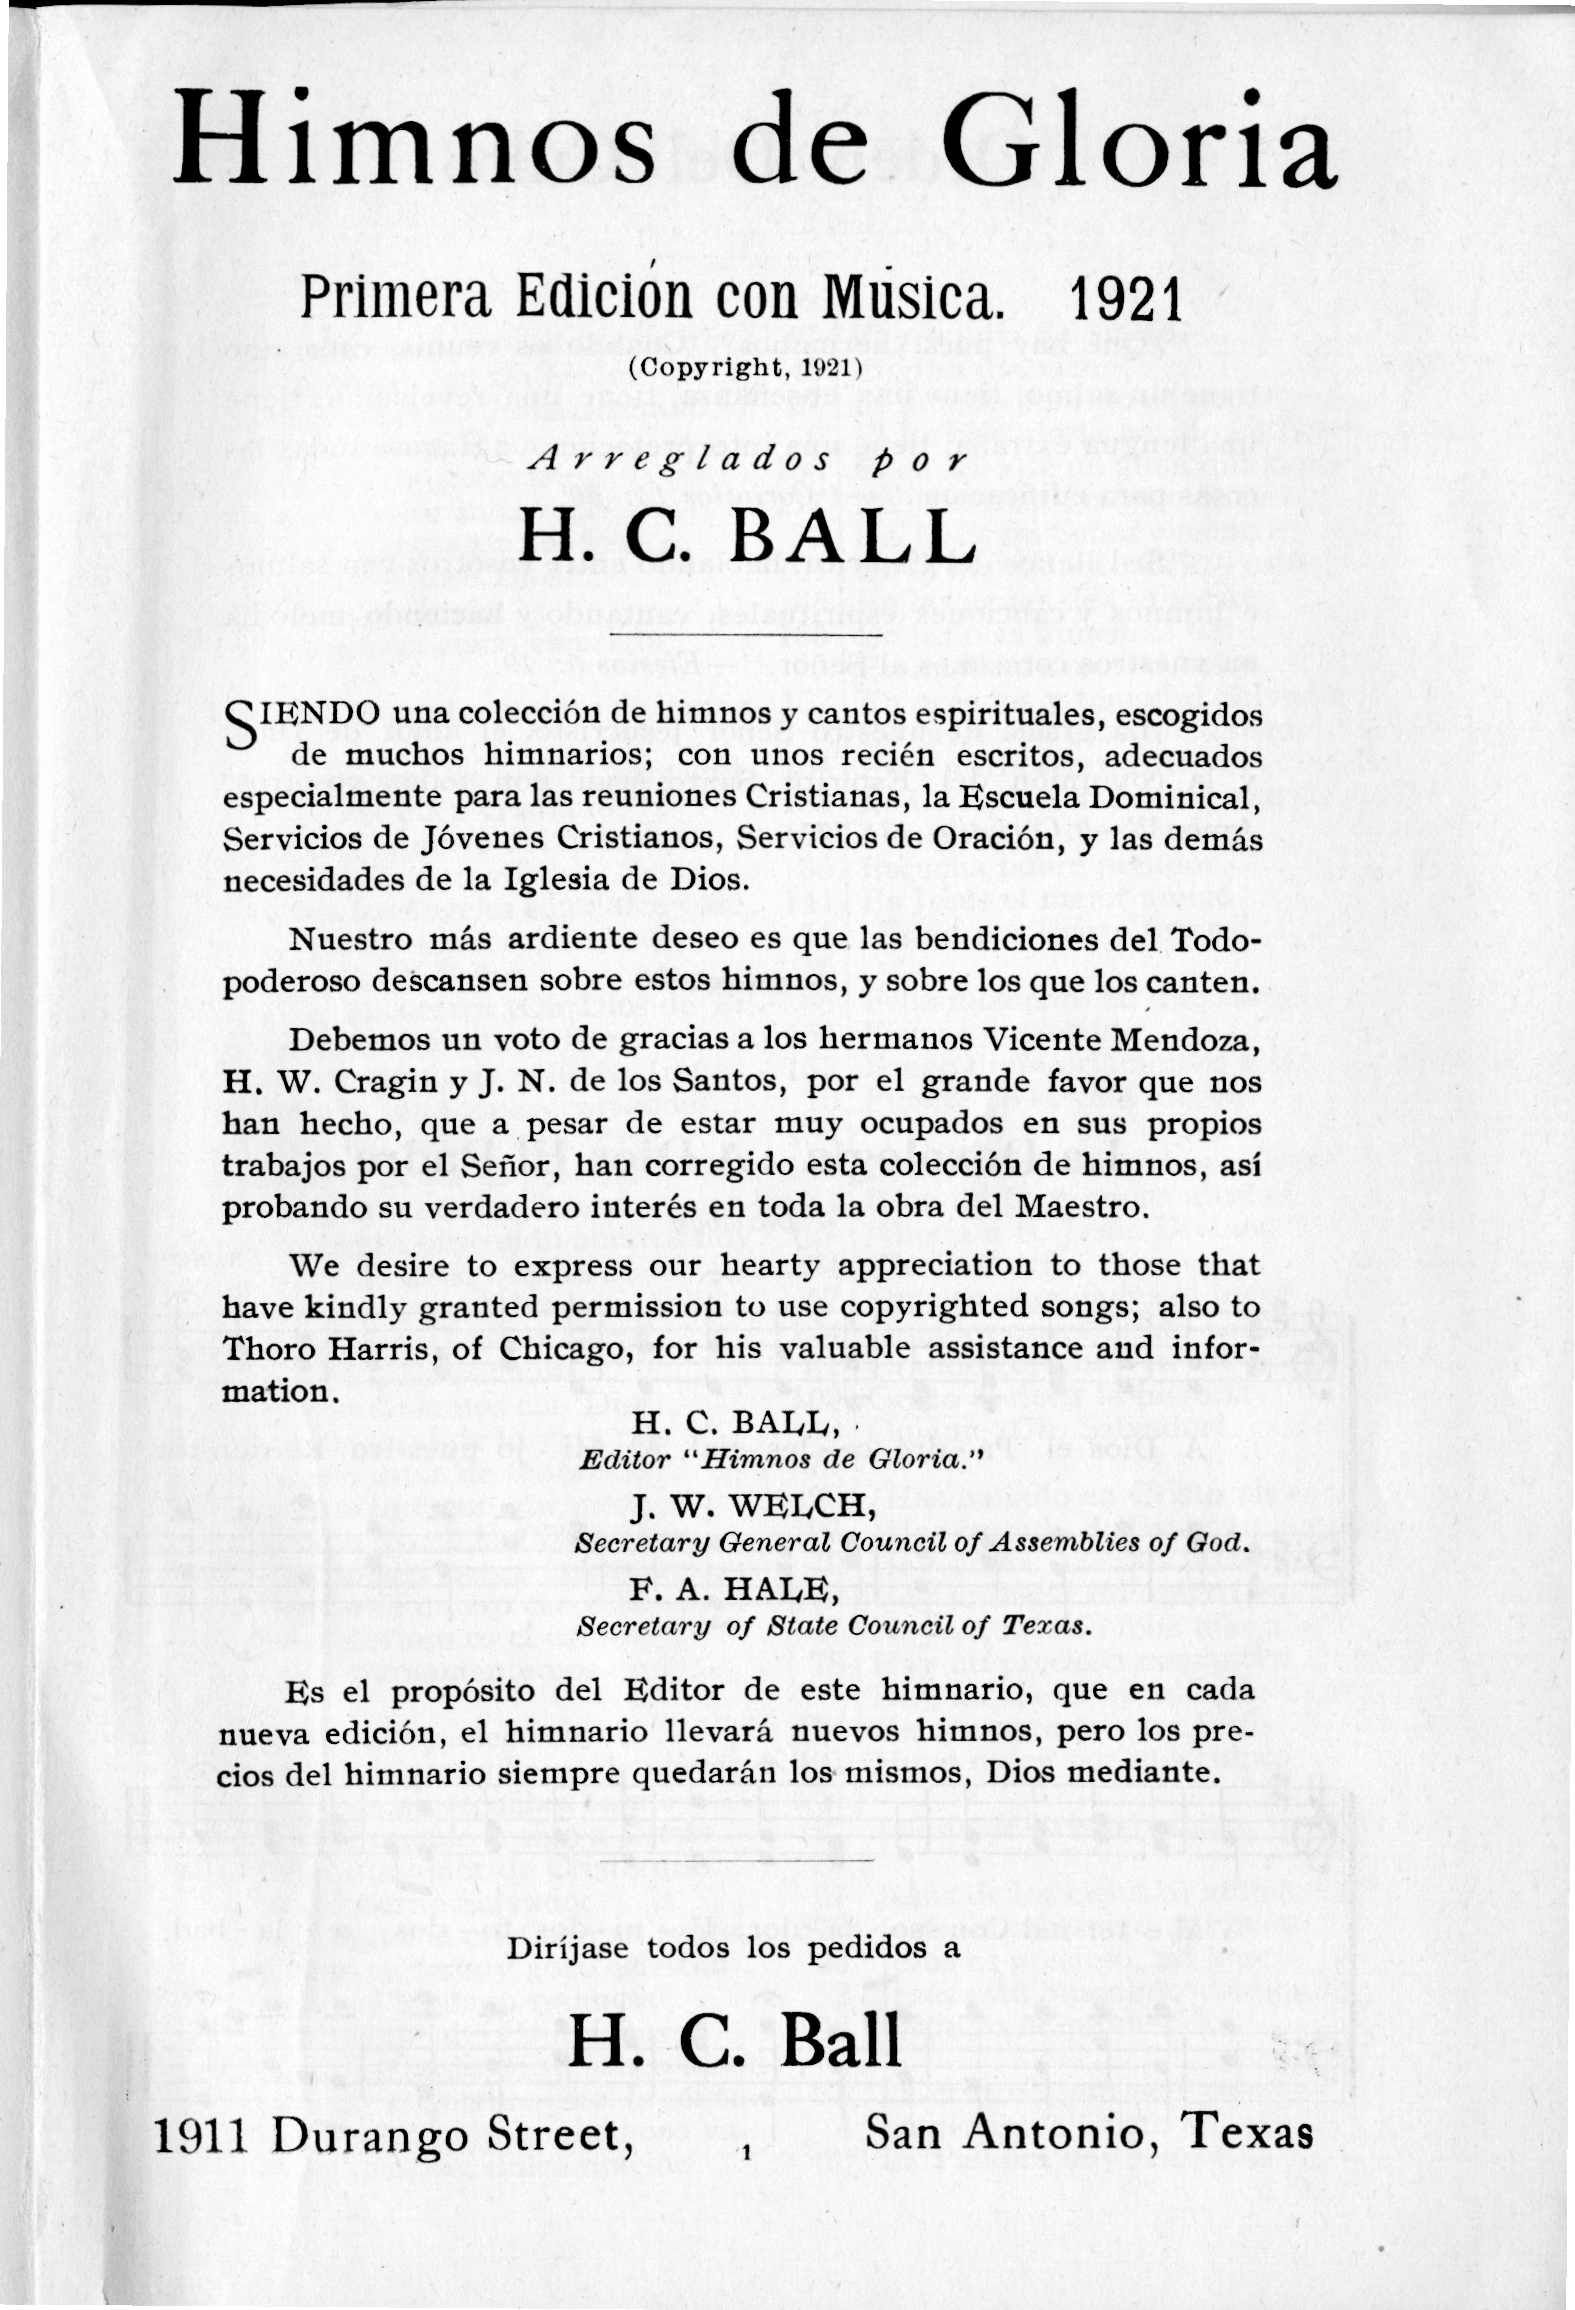 Himnos de Gloria
Primera Edición con Música. 1921
(Copyright, 1921)
Arreglados por
H. C. BALL
SIENDO una colección de himnos y cantos espirituales, escogidos
de muchos himnarios; con unos recién escritos, adecuados
especialmente para las reuniones Cristianas, la Escuela Dominical,
Servicios de Jóvenes Cristianos, Servicios de Oración, y las demás
necesidades de la Iglesia de Dios.
Nuestro más ardiente deseo es que las bendiciones del Todo-
poderoso descansen sobre estos himnos, y sobre los que los canten.
Debemos un voto de gracias a los hermanos Vicente Mendoza,
H. W. Cragin y J. N. de los Santos, por el grande favor que nos
han hecho, que a pesar de estar muy ocupados en sus propios
trabajos por el Señor, han corregido esta colección de himnos, así
probando su verdadero interés en toda la obra del Maestro.
We desire to express our hearty appreciation to those that
have kindly granted permission to use copyrighted songs; also to
Thoro Harris, of Chicago, for his valuable assistance and infor-
mation.
H. C. BALL,
Editor "Himnos de Gloria."
J. W. WELCH,
Secretary General Council of Assemblies of God.
F. A. HALE,
Secretary of State Council of Texas.
Es el propósito del Editor de este himnario, que en cada
nueva edición, el himnario llevará nuevos himnos, pero los pre-
cios del himnario siempre quedarán los mismos, Dios mediante.
Diríjase todos los pedidos a
H. C. Ball
1911 Durango Street, 1 San Antonio, Texas